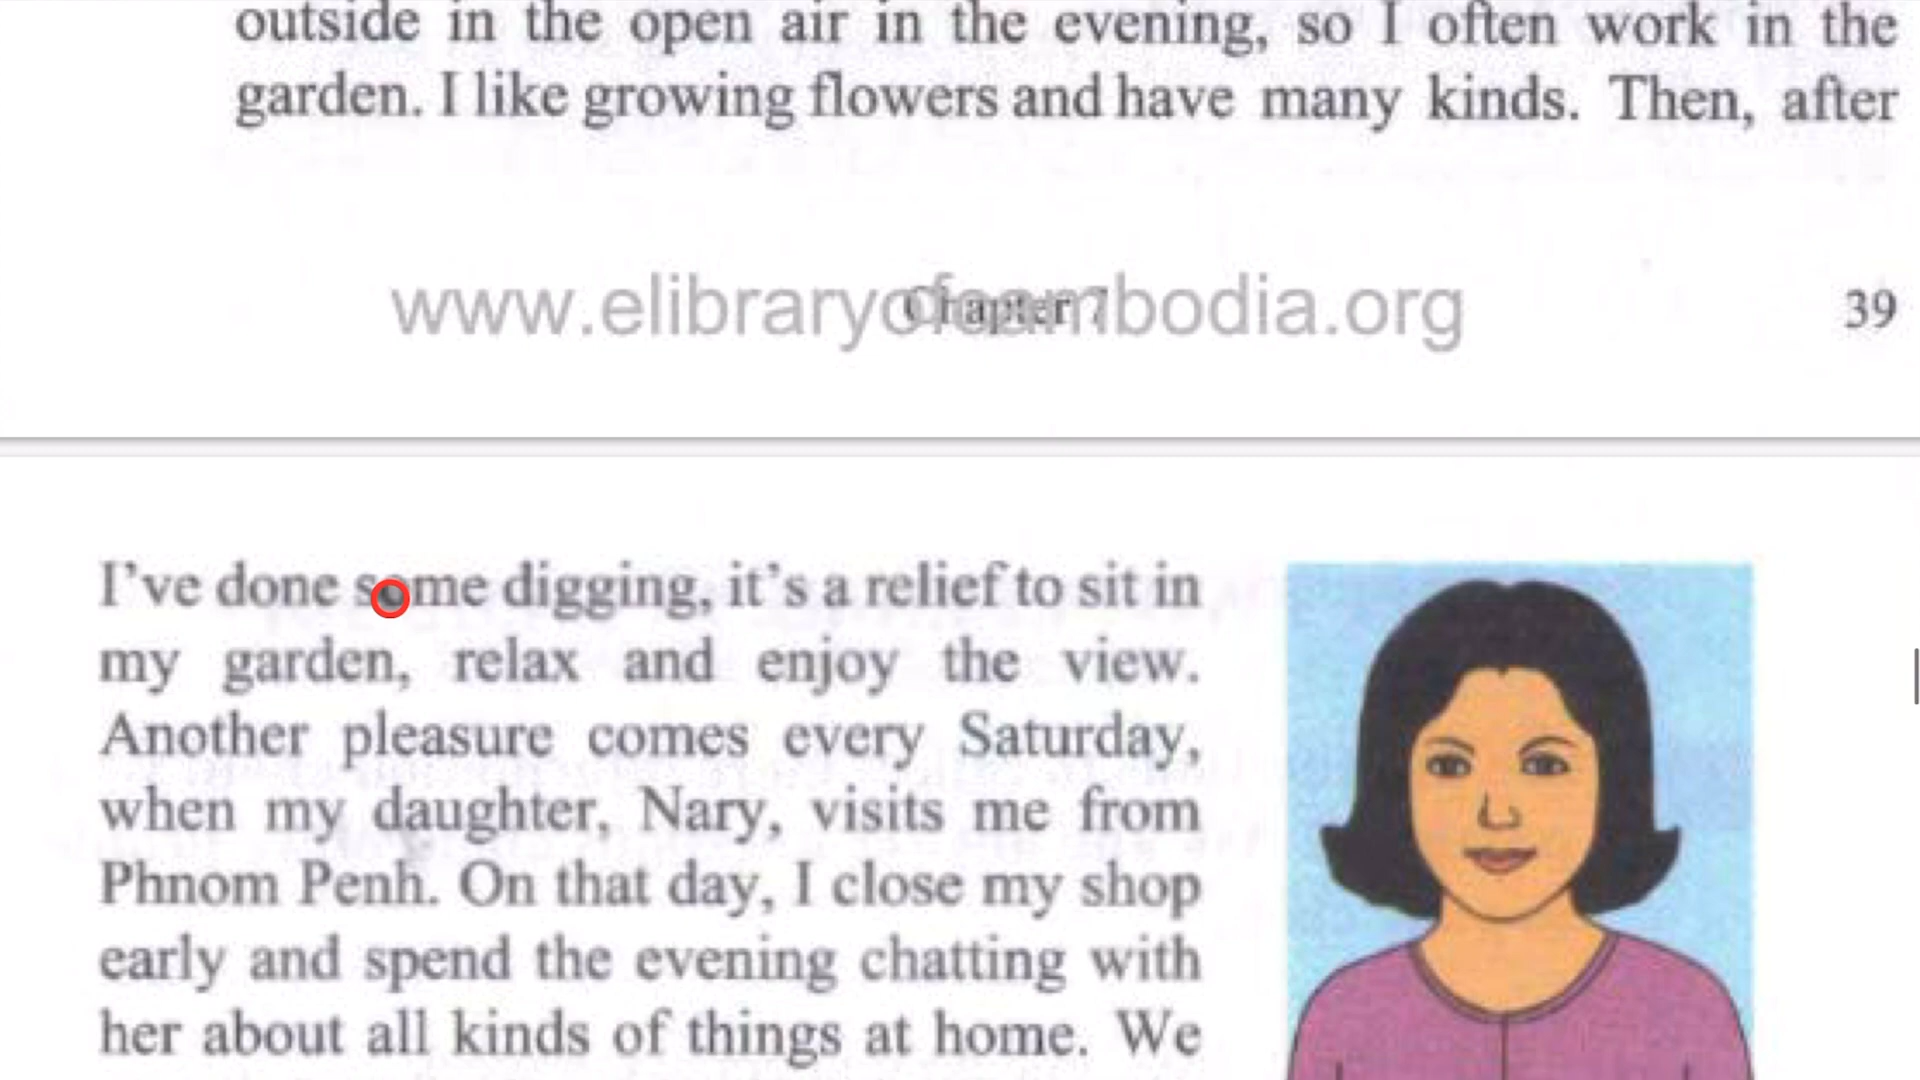 outside in the open air in the evening, so I often work in the
garden. I like growing flowers and have many kinds. Then, after
www.elibraryofcambodia.org
Chapter 7
39
I've done some digging, it's a relief to sit in
my garden, relax and enjoy the view.
Another pleasure comes every Saturday,
when my daughter, Nary, visits me from
Phnom Penh. On that day, I close my shop
early and spend the evening chatting with
her about all kinds of things at home. We